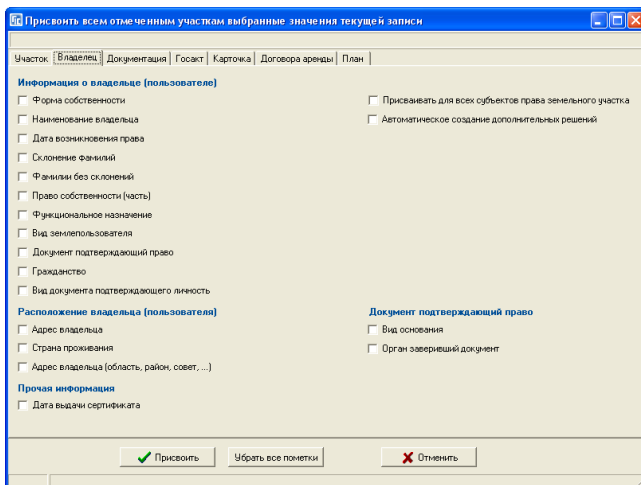 Присвоить всем отмеченным участкам выбранные значения текущей записи
Участок Владелец Документация Госакт Карточка Договора аренды План
Информация о владельце (пользователе)
Форма собственности
Присваивать для всех субъектов права земельного участка
Наименование владельца
Автоматическое создание дополнительных решений
Дата возникновения права
Склонение фамилий
Фамилии без склонений
Право собственности (часть)
Функциональное назначение
Вид землепользователя
Документ подтверждающий право
Гражданство
Вид документа подтверждающего личность
Расположение владельца (пользователя)
Документ подтверждающий право
Адрес владельца
Вид основания
Страна проживания
Орган заверивший документ
Адрес владельца (область, район, совет, ...)
Прочая информация
Дата выдачи сертификата
Присвоить Убрать все пометки Отменить